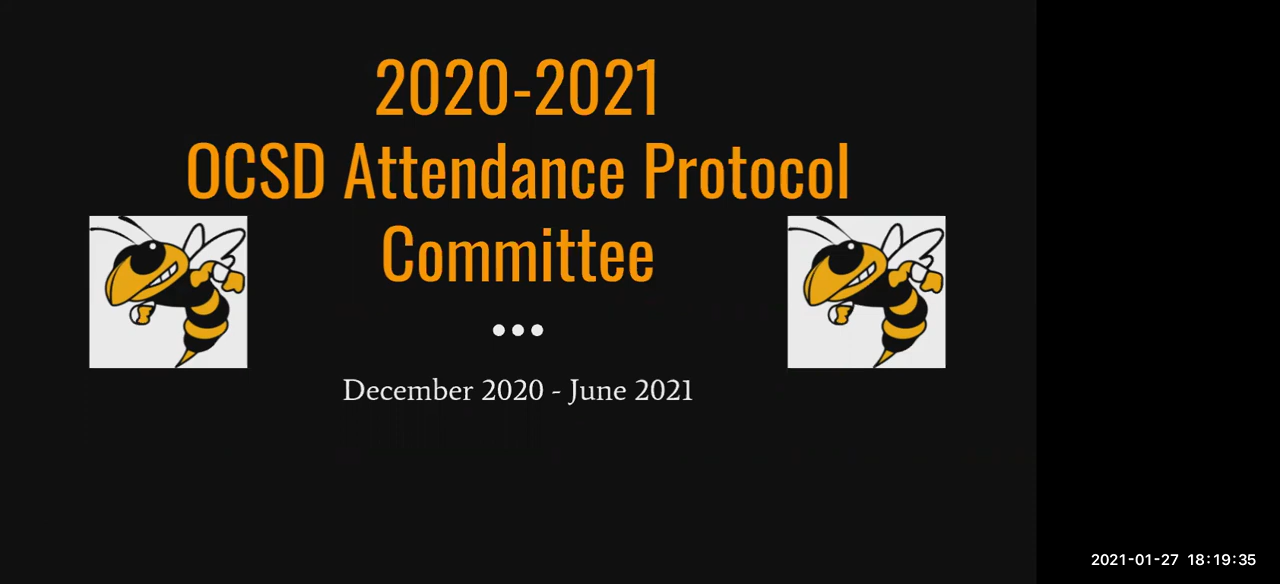 2020-2021
OCSD Attendance Protocol
Committee
December 2020 - June 2021
2021-01-27 18:19:35